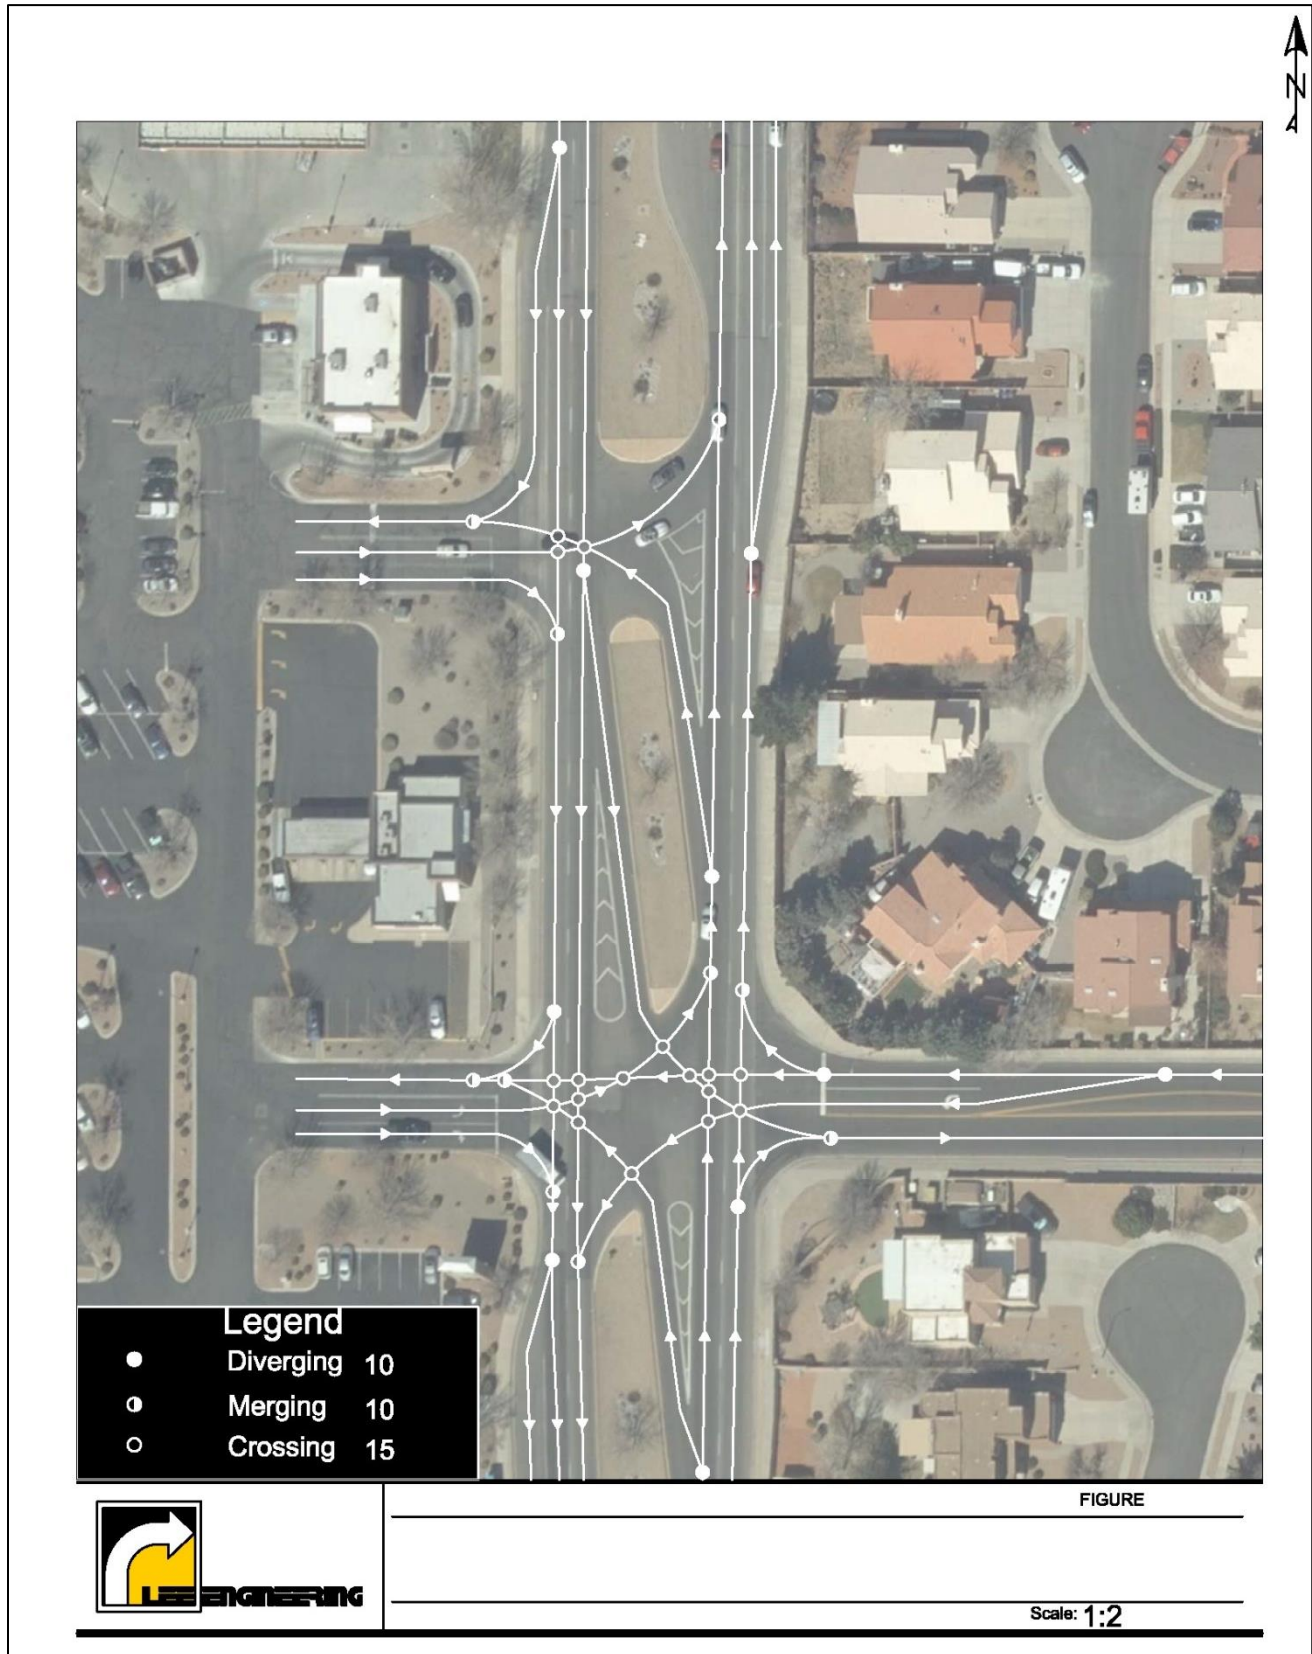 N
Legend
Diverging 10
Merging 10
Crossing 15
FIGURE
LEE ENGINEERING
Scale: 1:2